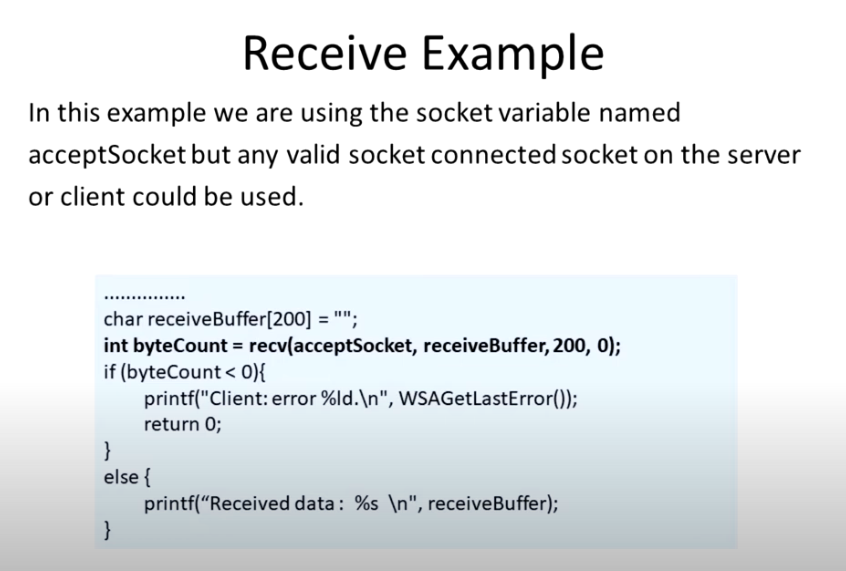 Receive Example
In this example we are using the socket variable named
acceptSocket but any valid socket connected socket on the server
or client could be used.
...............
char receiveBuffer[200] = "";
int byteCount = recv(acceptSocket, receiveBuffer, 200, 0);
if (byteCount < 0){
printf("Client: error %ld.\n", WSAGetLastError());
return 0;
}
else {
printf(“Received data :  %s  \n", receiveBuffer);
}